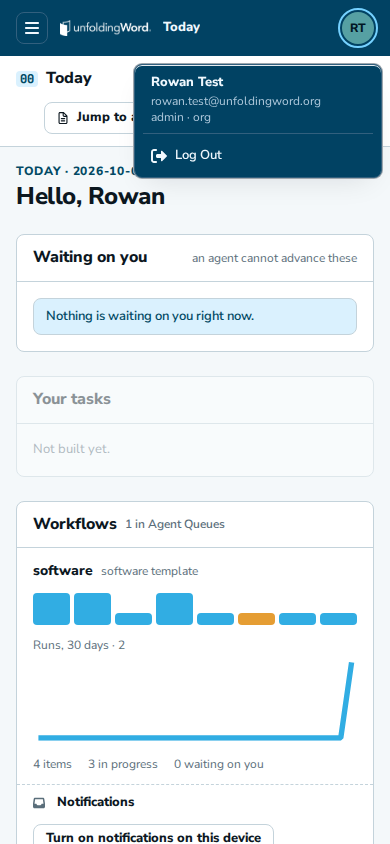 unfoldingWord.
Today
RT
00 Today
Jump to a
Rowan Test
rowan.test@unfoldingword.org
admin · org
Log Out
TODAY · 2026-10-0
Hello, Rowan
Waiting on you
an agent cannot advance these
Nothing is waiting on you right now.
Your tasks
Not built yet.
Workflows 1 in Agent Queues
software software template
Runs, 30 days · 2
4 items 3 in progress 0 waiting on you
Notifications
Turn on notifications on this device